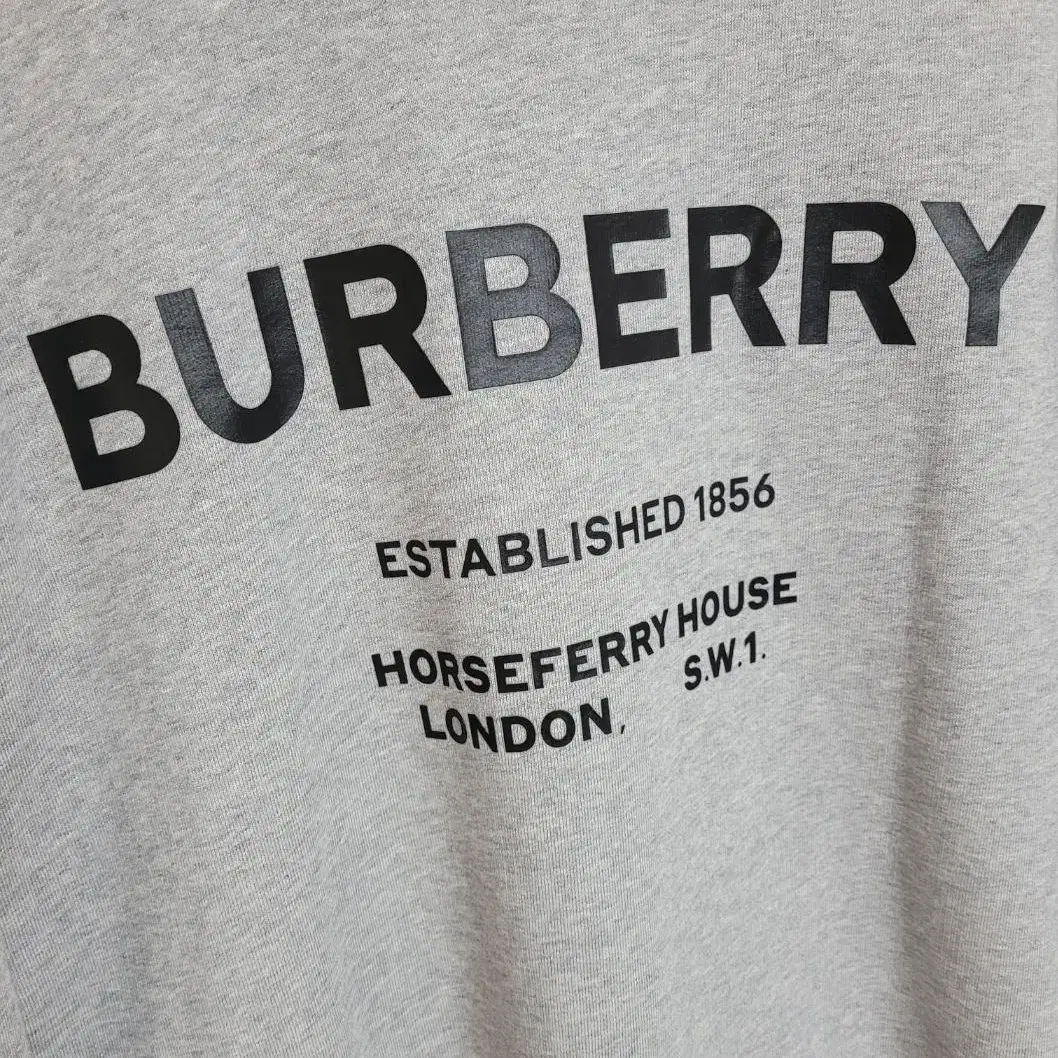 BURBERRY
ESTABLISHED 1856
HORSEFERRY HOUSE
LONDON, S.W.1.